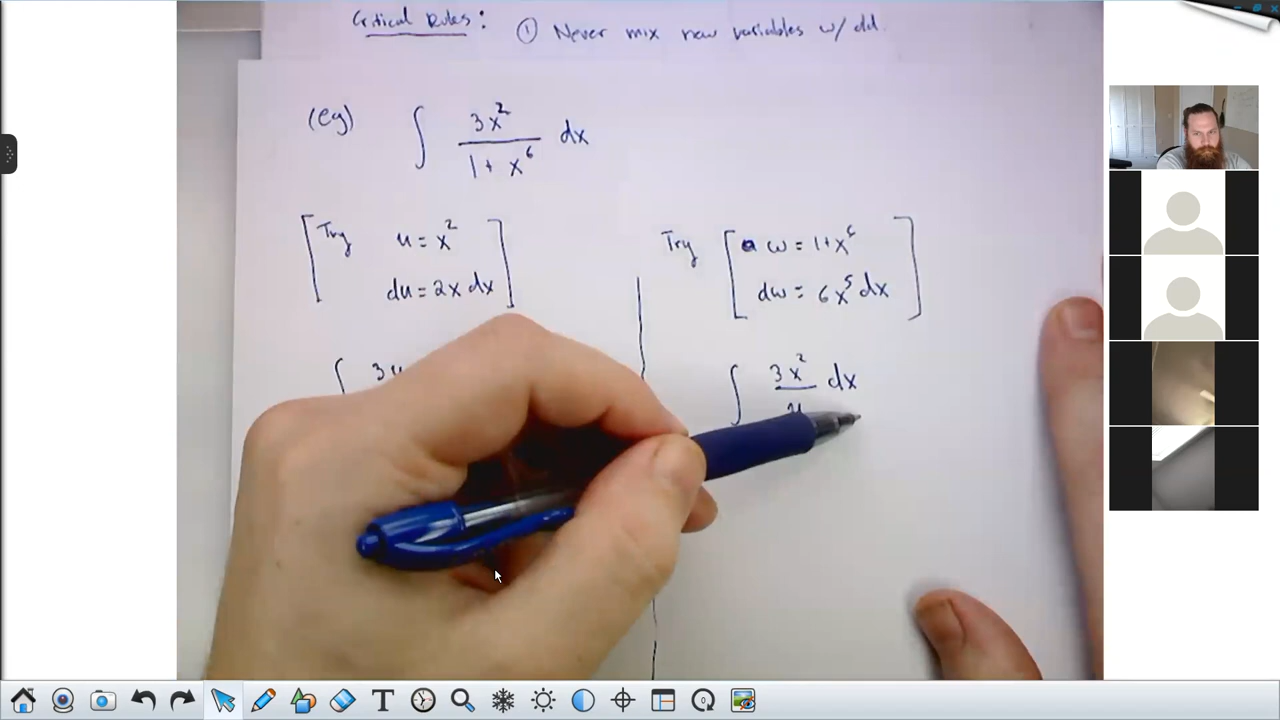 Critical Rules: ① Never mix new variables w/ old.
(eg) ∫ 3x² / 1 + x⁶ dx
[Try u = x²
du = 2x dx]
Try [w = 1 + x⁶
dw = 6x⁵ dx]
∫ 3u
∫ 3x² / u dx
T